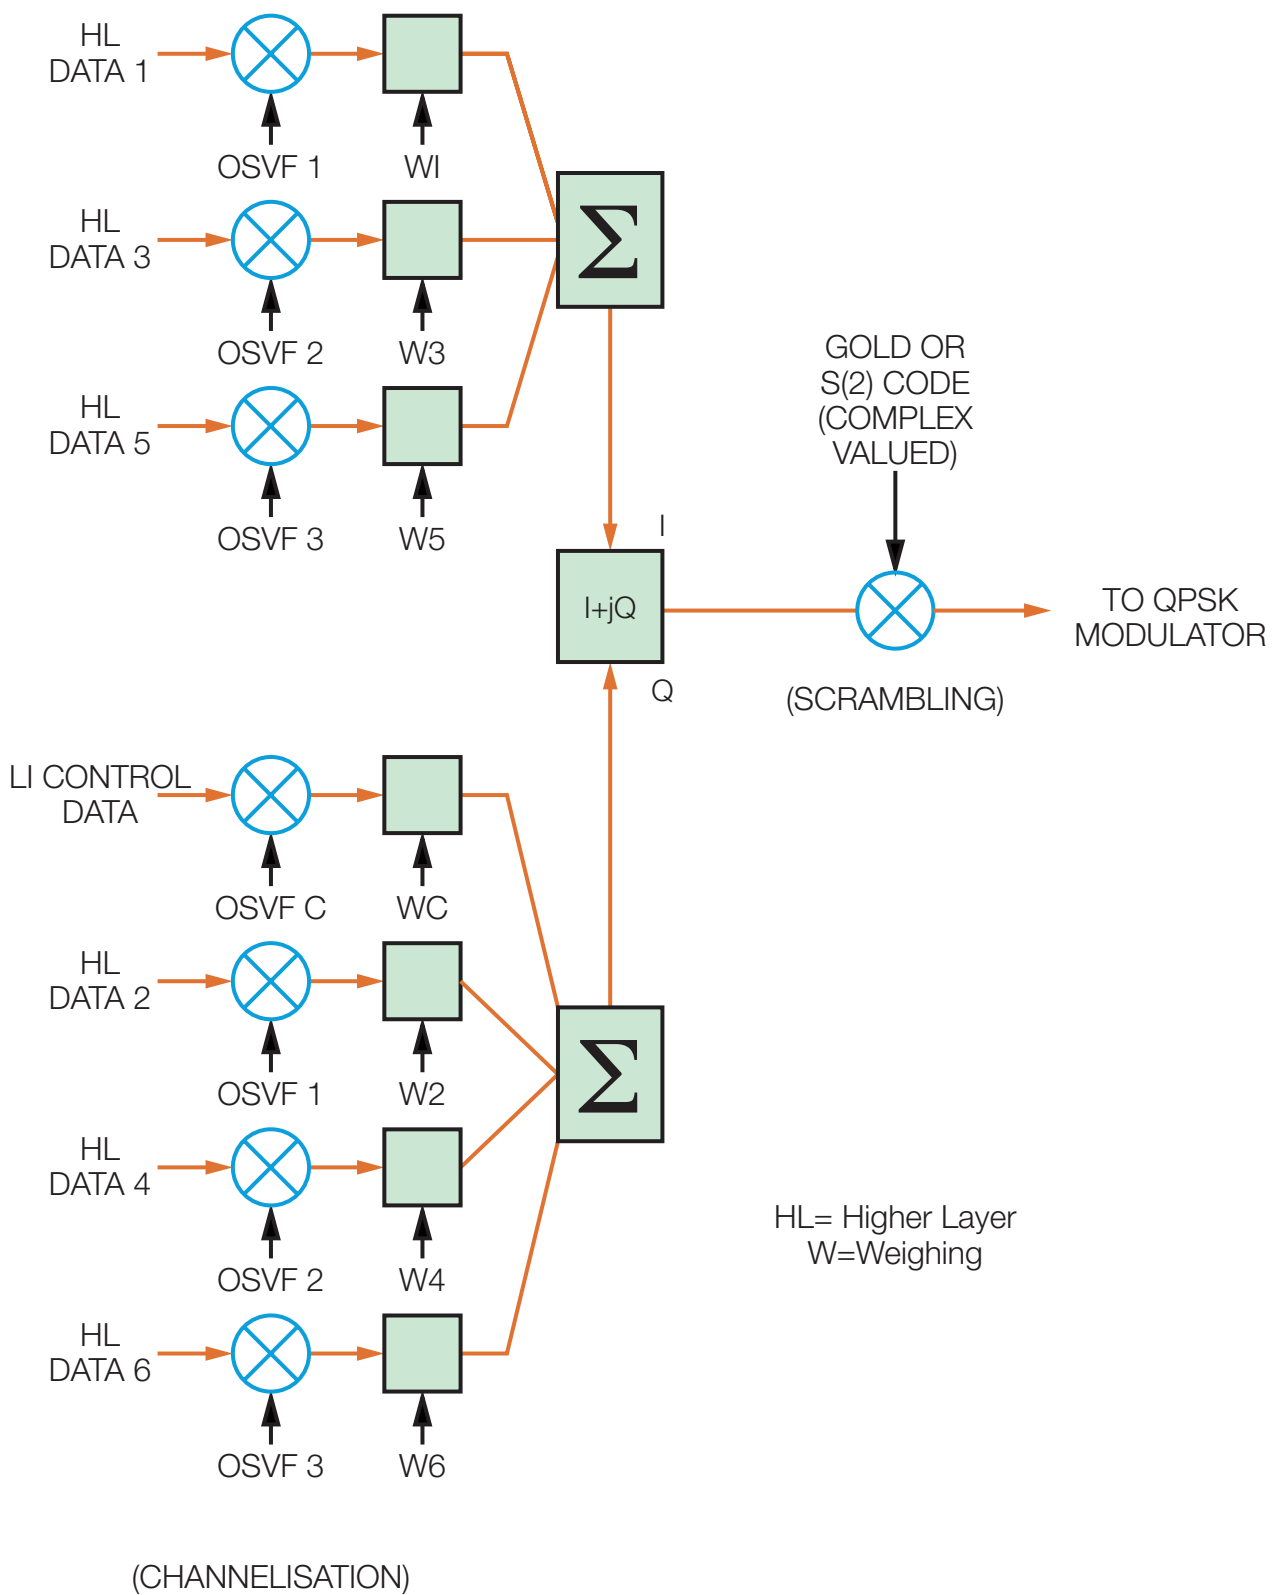 HL
DATA 1
OSVF 1
WI
HL
DATA 3
OSVF 2
W3
HL
DATA 5
OSVF 3
W5
Σ
GOLD OR
S(2) CODE
(COMPLEX
VALUED)
I
I+jQ
Q
TO QPSK
MODULATOR
(SCRAMBLING)
LI CONTROL
DATA
OSVF C
WC
HL
DATA 2
OSVF 1
W2
Σ
HL
DATA 4
OSVF 2
W4
HL
DATA 6
OSVF 3
W6
HL= Higher Layer
W=Weighing
(CHANNELISATION)